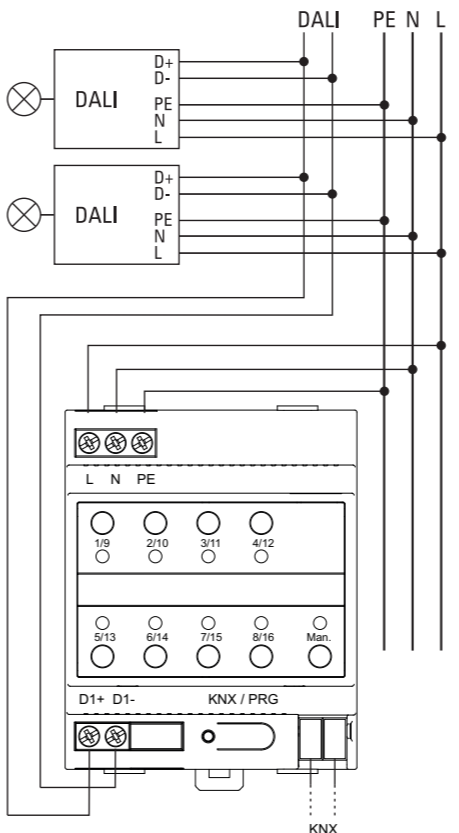 DALI PE N L
D+
D-
DALI
PE
N
L
D+
D-
DALI
PE
N
L
L N PE
1/9 2/10 3/11 4/12
5/13 6/14 7/15 8/16 Man.
D1+ D1- KNX / PRG
KNX